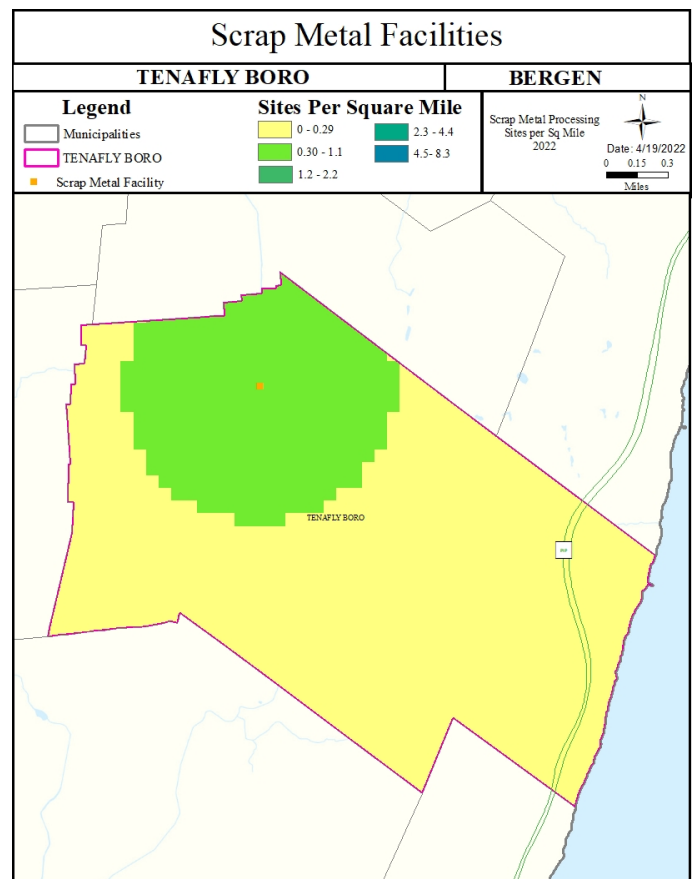 Scrap Metal Facilities
TENAFLY BORO
BERGEN
Legend
Municipalities
TENAFLY BORO
Scrap Metal Facility
Sites Per Square Mile
0 - 0.29
0.30 - 1.1
1.2 - 2.2
2.3 - 4.4
4.5- 8.3
Scrap Metal Processing
Sites per Sq Mile
2022
N
Date: 4/19/2022
0 0.15 0.3
Miles
TENAFLY BORO